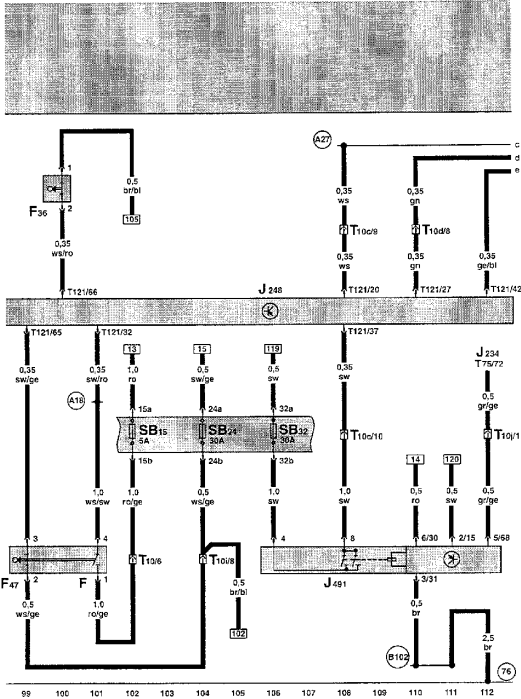 A27
c
d
e
1
0,5
br/bl
105
F36
2
0,35
ws/ro
0,35
ws
0,35
gn
T10c/9
T10d/8
0,35
ws
0,35
gn
0,35
ge/bl
T121/66
J248
T121/20
T121/27
T121/42
T121/65
T121/32
T121/37
13
15
119
J234
T75/72
0,35
sw/ge
0,35
sw/ro
1,0
ro
0,5
sw/ge
0,5
sw
0,35
sw
0,5
gr/ge
A18
15a
24a
32a
SB15
5A
SB24
30A
SB32
30A
T10c/10
T10j/1
15b
24b
32b
14
120
1,0
ws/sw
1,0
ro/ge
0,5
ws/ge
1,0
sw
1,0
sw
0,5
ro
0,5
sw
0,5
gr/ge
3
4
4
8
6/30
2/15
5/68
T10/6
T10i/8
F47
2
F
1
0,5
br/bl
J491
3/31
0,5
ws/ge
1,0
ro/ge
102
0,5
br
2,5
br
B102
76
99 100 101 102 103 104 105 106 107 108 109 110 111 112